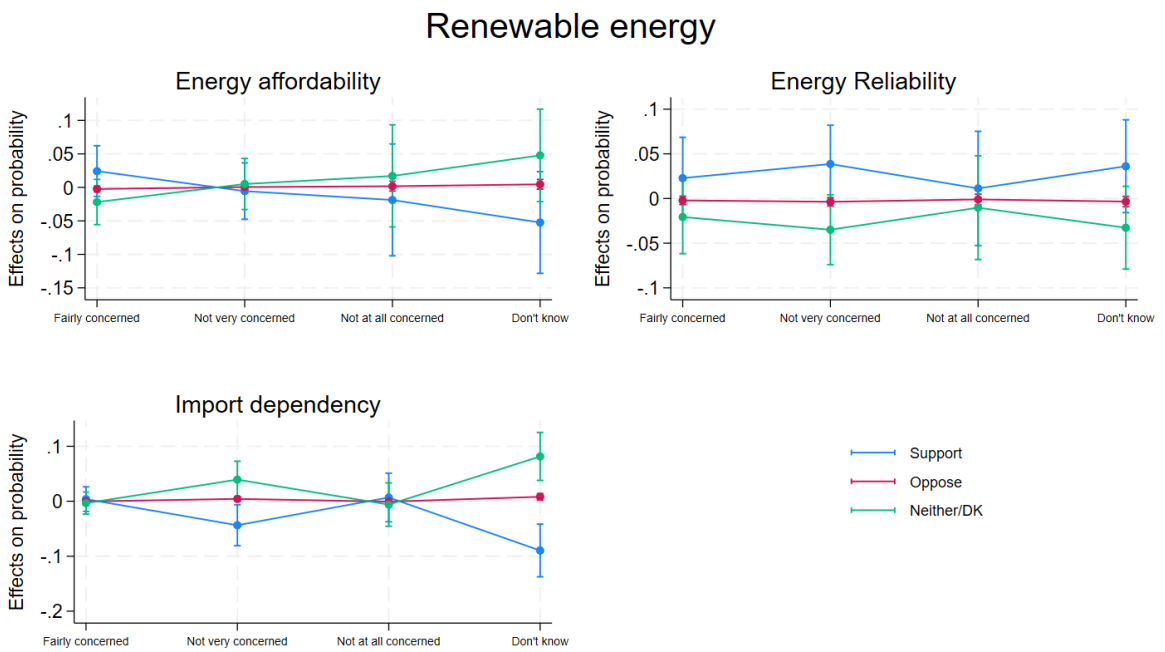 Renewable energy
Energy affordability
Effects on probability
.1
.05
0
-.05
-.1
-.15
Fairly concerned Not very concerned Not at all concerned Don't know
Energy Reliability
Effects on probability
.1
.05
0
-.05
-.1
Fairly concerned Not very concerned Not at all concerned Don't know
Import dependency
Effects on probability
.1
0
-.1
-.2
Fairly concerned Not very concerned Not at all concerned Don't know
Support
Oppose
Neither/DK